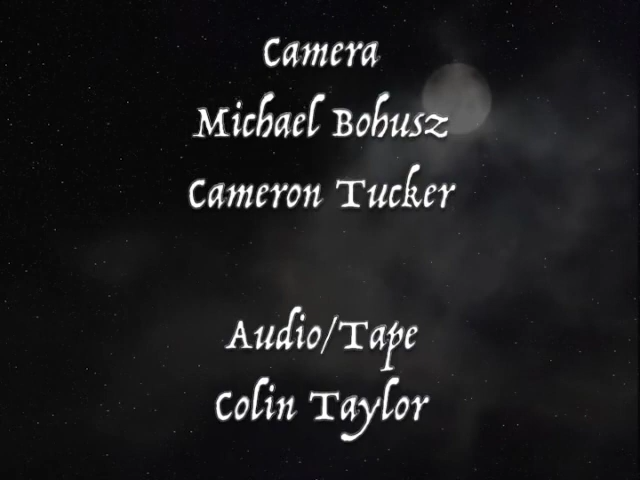 Camera
Michael Bohusz
Cameron Tucker
Audio/Tape
Colin Taylor